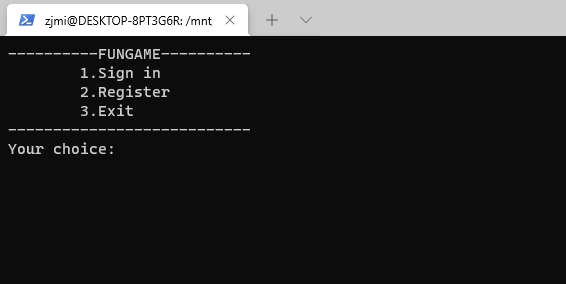 zjmi@DESKTOP-8PT3G6R: /mnt
----------FUNGAME----------
1.Sign in
2.Register
3.Exit
---------------------------
Your choice: